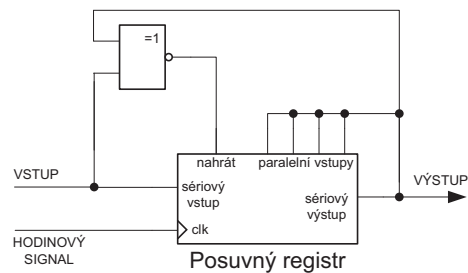 =1
nahrát
paralelní vstupy
VSTUP
sériový
vstup
VÝSTUP
sériový
výstup
clk
HODINOVÝ
SIGNAL
Posuvný registr